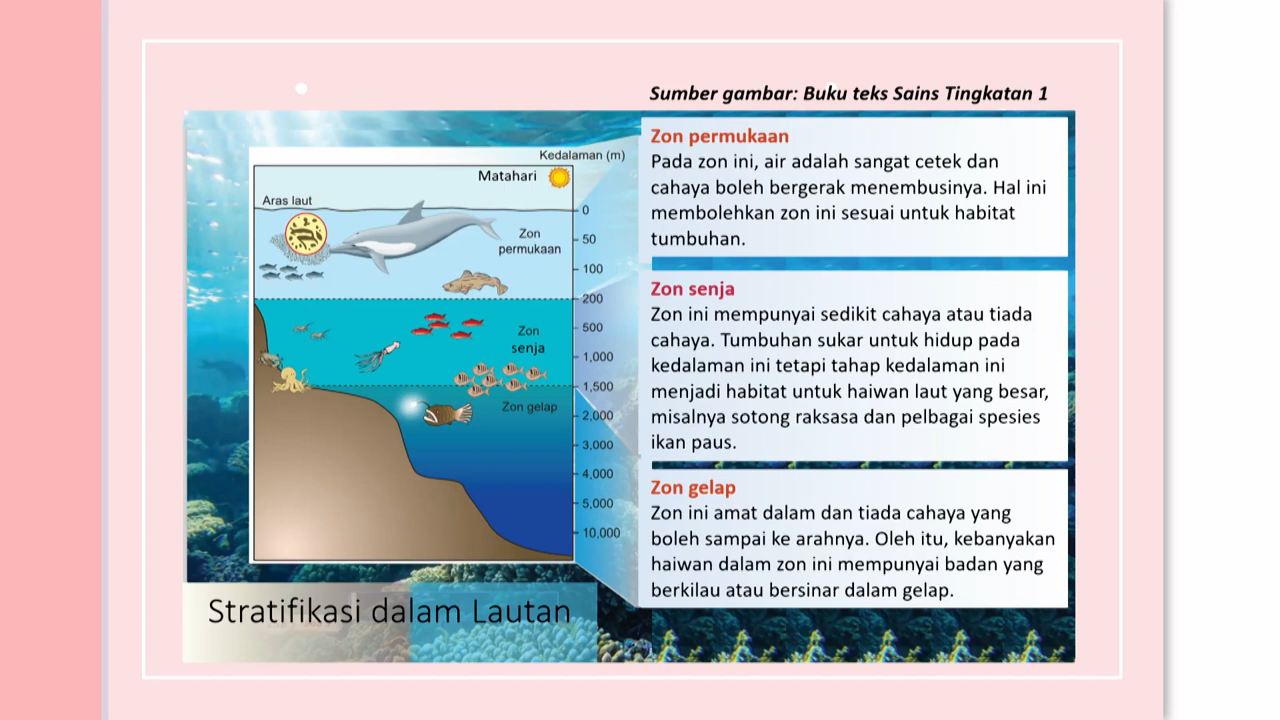 Sumber gambar: Buku teks Sains Tingkatan 1
Kedalaman (m)
Matahari
Aras laut
0
Zon
permukaan
50
100
200
500
Zon
senja
1,000
1,500
Zon gelap
2,000
3,000
4,000
5,000
10,000
Zon permukaan
Pada zon ini, air adalah sangat cetek dan
cahaya boleh bergerak menembusinya. Hal ini
membolehkan zon ini sesuai untuk habitat
tumbuhan.
Zon senja
Zon ini mempunyai sedikit cahaya atau tiada
cahaya. Tumbuhan sukar untuk hidup pada
kedalaman ini tetapi tahap kedalaman ini
menjadi habitat untuk haiwan laut yang besar,
misalnya sotong raksasa dan pelbagai spesies
ikan paus.
Zon gelap
Zon ini amat dalam dan tiada cahaya yang
boleh sampai ke arahnya. Oleh itu, kebanyakan
haiwan dalam zon ini mempunyai badan yang
berkilau atau bersinar dalam gelap.
Stratifikasi dalam Lautan